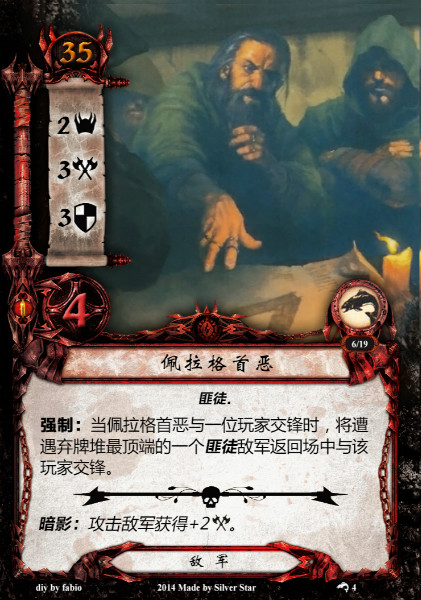 35
2
3
3
4
6/19
佩拉格首恶
匪徒.
强制：当佩拉格首恶与一位玩家交锋时，将遭
遇弃牌堆最顶端的一个匪徒敌军返回场中与该
玩家交锋。
暗影：攻击敌军获得+2。
敌军
diy by fabio 2014 Made by Silver Star 4